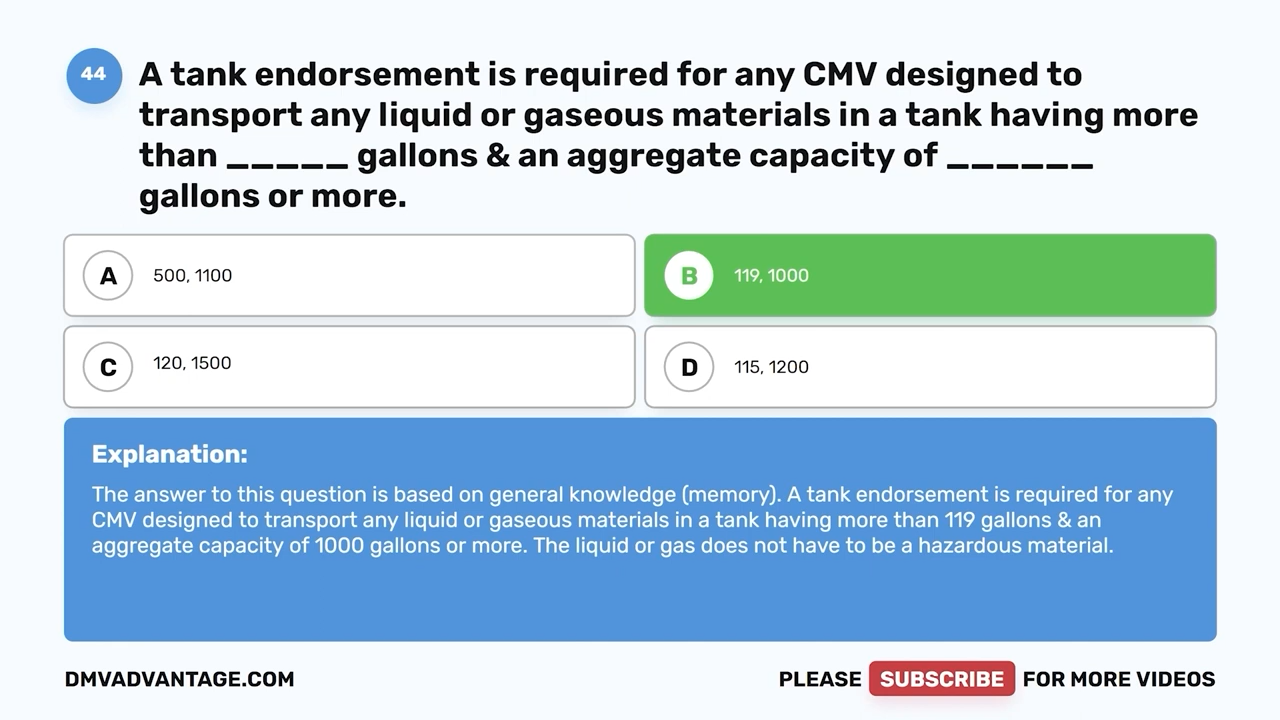 44
A tank endorsement is required for any CMV designed to
transport any liquid or gaseous materials in a tank having more
than _____ gallons & an aggregate capacity of ______
gallons or more.
A 500, 1100
B 119, 1000
C 120, 1500
D 115, 1200
Explanation:
The answer to this question is based on general knowledge (memory). A tank endorsement is required for any
CMV designed to transport any liquid or gaseous materials in a tank having more than 119 gallons & an
aggregate capacity of 1000 gallons or more. The liquid or gas does not have to be a hazardous material.
DMVADVANTAGE.COM
PLEASE SUBSCRIBE FOR MORE VIDEOS